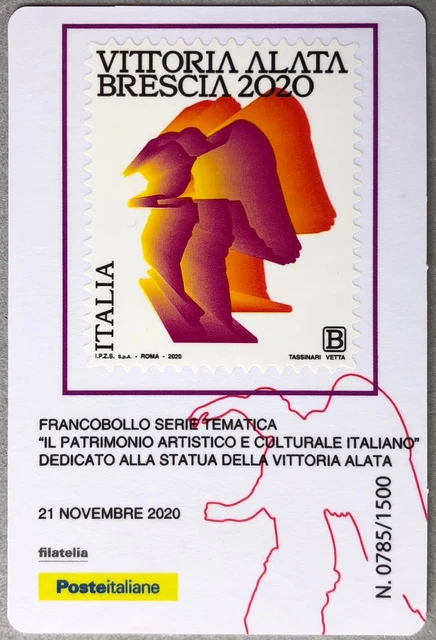 VITTORIA ALATA
BRESCIA 2020
ITALIA
B
I.P.Z.S. S.p.A. - ROMA - 2020
TASSINARI VETTA
FRANCOBOLLO SERIE TEMATICA
“IL PATRIMONIO ARTISTICO E CULTURALE ITALIANO”
DEDICATO ALLA STATUA DELLA VITTORIA ALATA
21 NOVEMBRE 2020
N. 0785/1500
filatelia
Posteitaliane